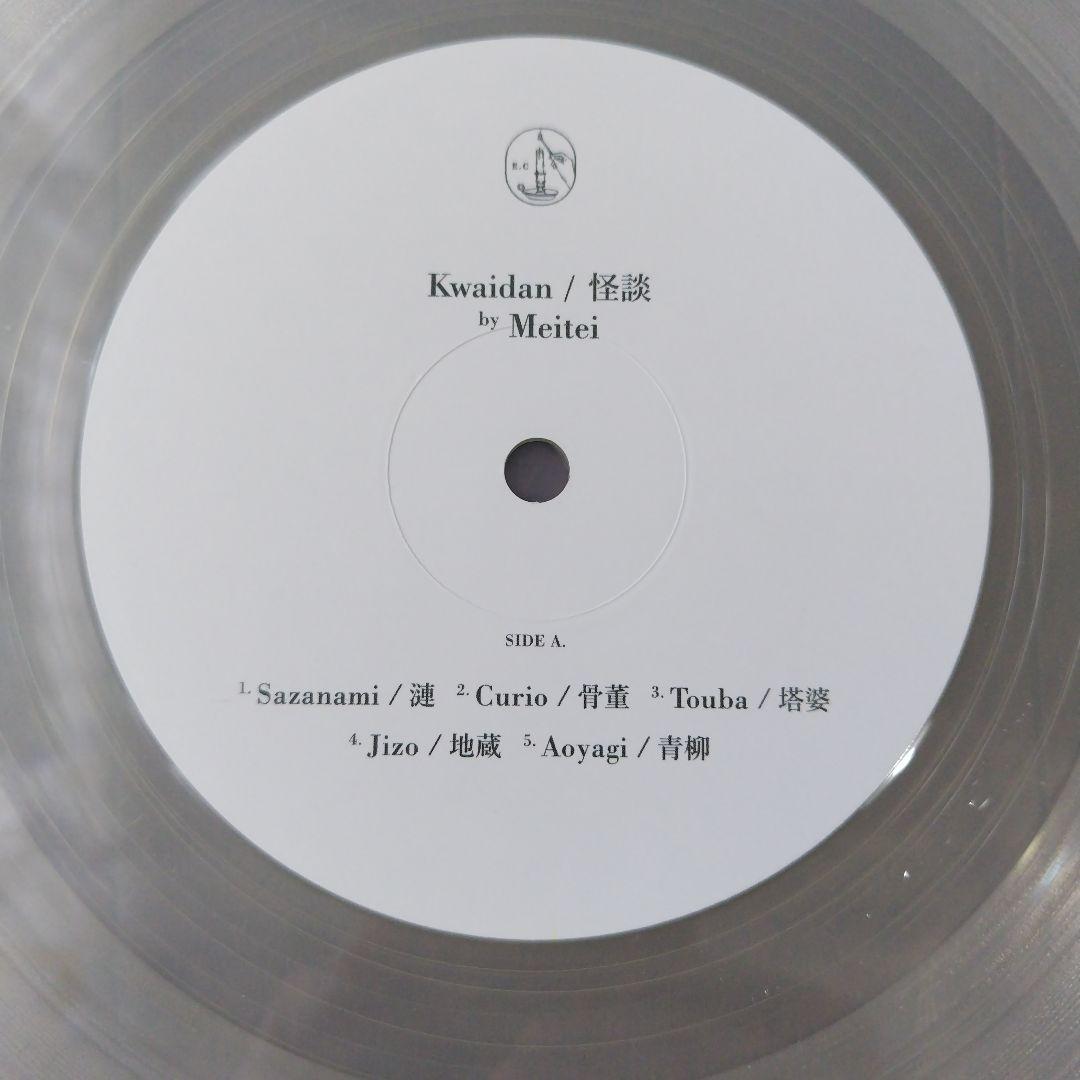 E.C
Kwaidan / 怪談
by Meitei
SIDE A.
1. Sazanami / 漣 2. Curio / 骨董 3. Touba / 塔婆
4. Jizo / 地蔵 5. Aoyagi / 青柳